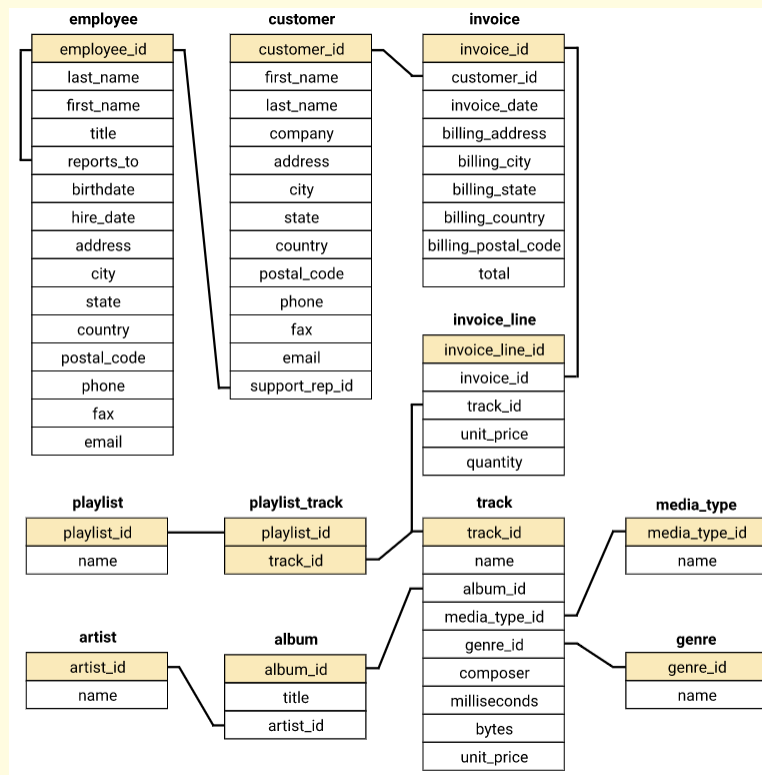 employee
employee_id
last_name
first_name
title
reports_to
birthdate
hire_date
address
city
state
country
postal_code
phone
fax
email
customer
customer_id
first_name
last_name
company
address
city
state
country
postal_code
phone
fax
email
support_rep_id
invoice
invoice_id
customer_id
invoice_date
billing_address
billing_city
billing_state
billing_country
billing_postal_code
total
invoice_line
invoice_line_id
invoice_id
track_id
unit_price
quantity
playlist
playlist_id
name
playlist_track
playlist_id
track_id
track
track_id
name
album_id
media_type_id
genre_id
composer
milliseconds
bytes
unit_price
media_type
media_type_id
name
artist
artist_id
name
album
album_id
title
artist_id
genre
genre_id
name